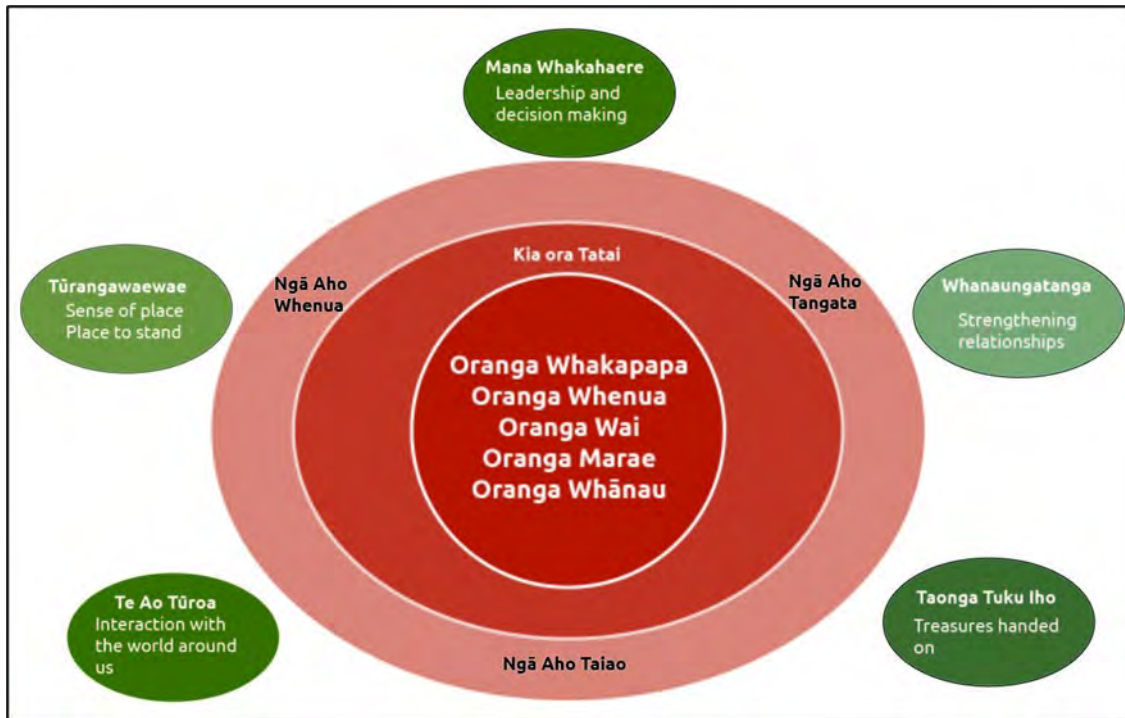 Mana Whakahaere
Leadership and
decision making
Kia ora Tatai
Ngā Aho
Whenua
Ngā Aho
Tangata
Tūrangawaewae
Sense of place
Place to stand
Whanaungatanga
Strengthening
relationships
Oranga Whakapapa
Oranga Whenua
Oranga Wai
Oranga Marae
Oranga Whānau
Te Ao Tūroa
Interaction with
the world around
us
Taonga Tuku Iho
Treasures handed
on
Ngā Aho Taiao